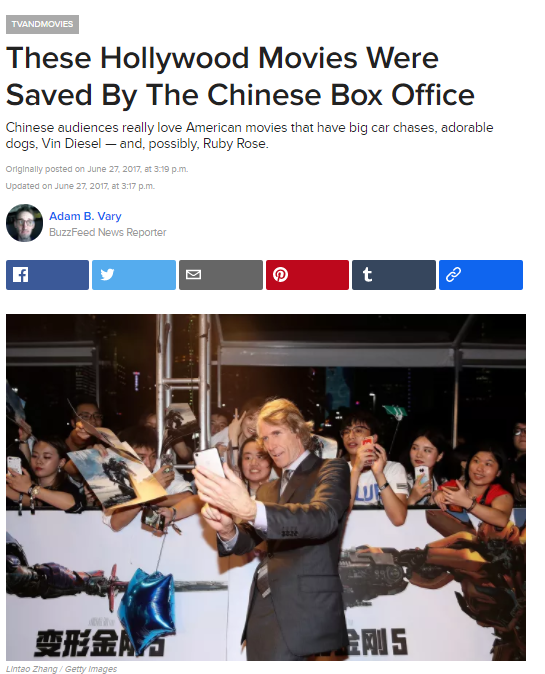 TVANDMOVIES
These Hollywood Movies Were
Saved By The Chinese Box Office
Chinese audiences really love American movies that have big car chases, adorable
dogs, Vin Diesel — and, possibly, Ruby Rose.
Originally posted on June 27, 2017, at 3:19 p.m.
Updated on June 27, 2017, at 3:17 p.m.
Adam B. Vary
BuzzFeed News Reporter
变形金刚5
金刚5
Lintao Zhang / Getty Images